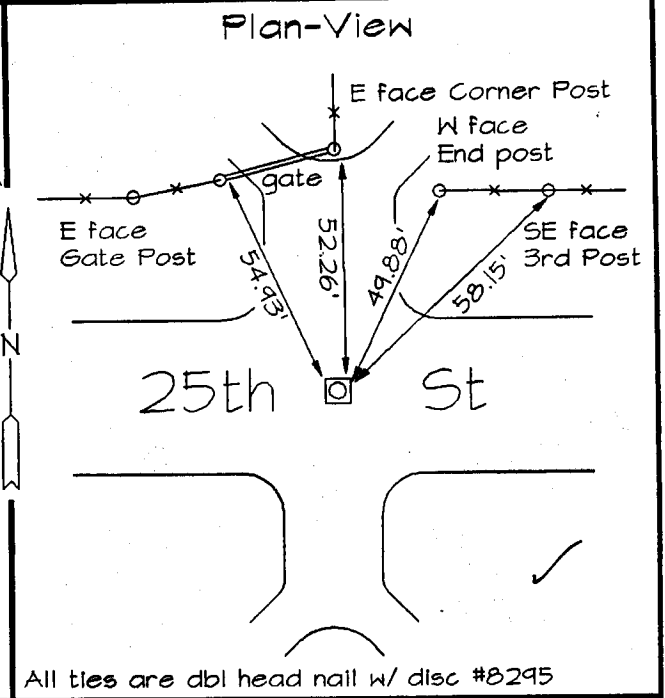 Plan-View
E face Corner Post
W face
End post
gate
E face
Gate Post
SE face
3rd Post
54.93'
52.26'
49.88'
58.15'
N
25th St
All ties are dbl head nail w/ disc #8295